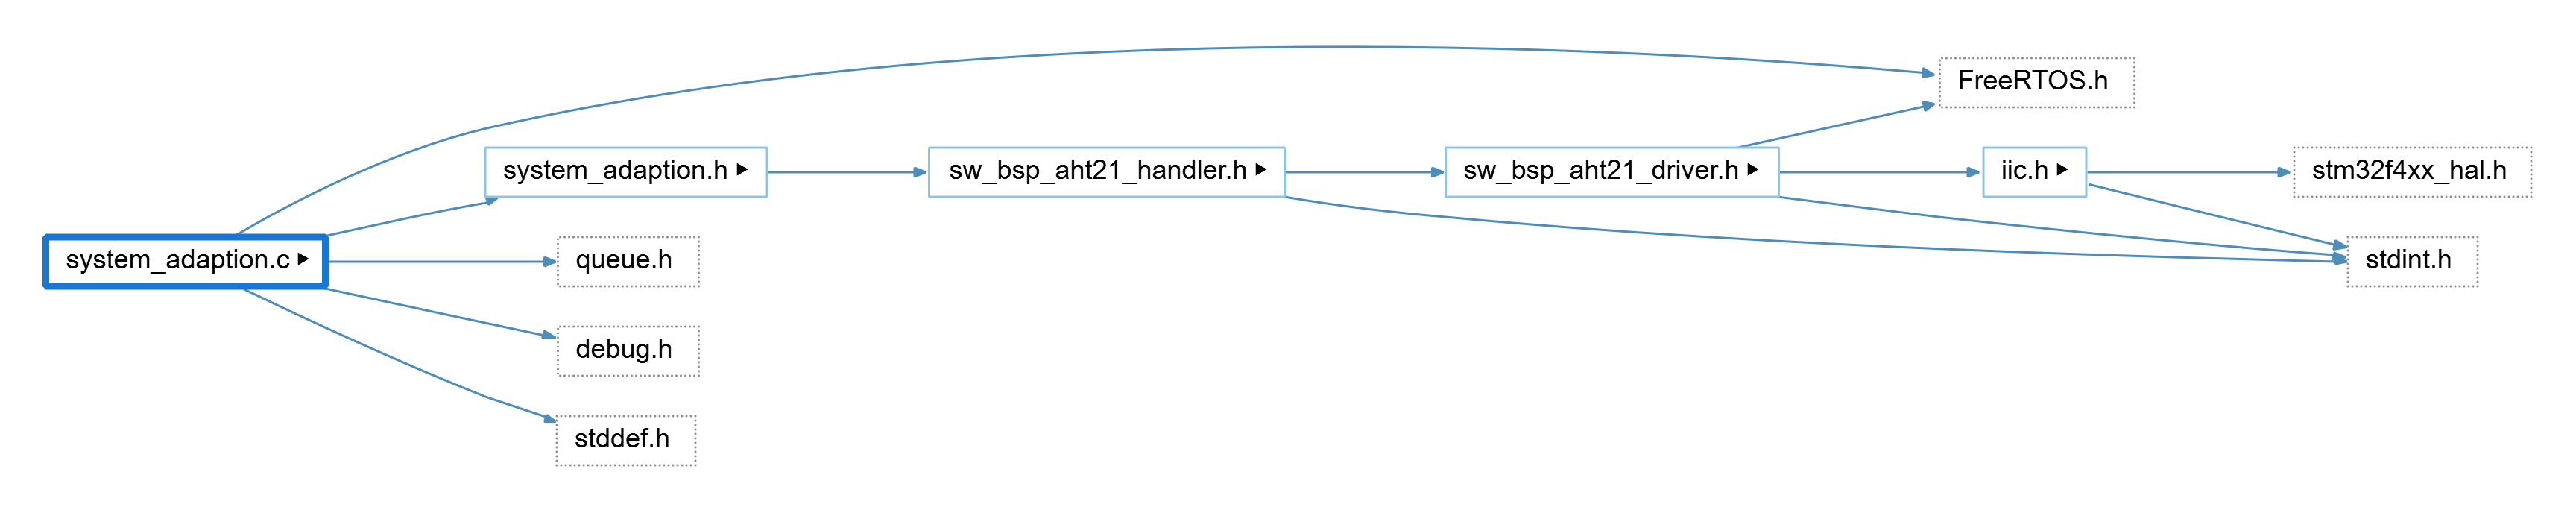 FreeRTOS.h
system_adaption.h
sw_bsp_aht21_handler.h
sw_bsp_aht21_driver.h
iic.h
stm32f4xx_hal.h
system_adaption.c
queue.h
stdint.h
debug.h
stddef.h